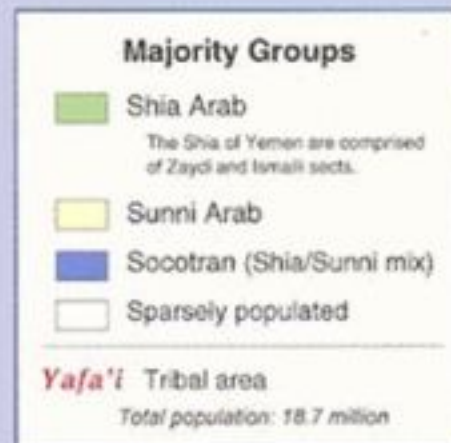 Majority Groups
Shia Arab
The Shia of Yemen are comprised
of Zaydi and Ismaili sects.
Sunni Arab
Socotran (Shia/Sunni mix)
Sparsely populated
Yafa'i Tribal area
Total population: 18.7 million